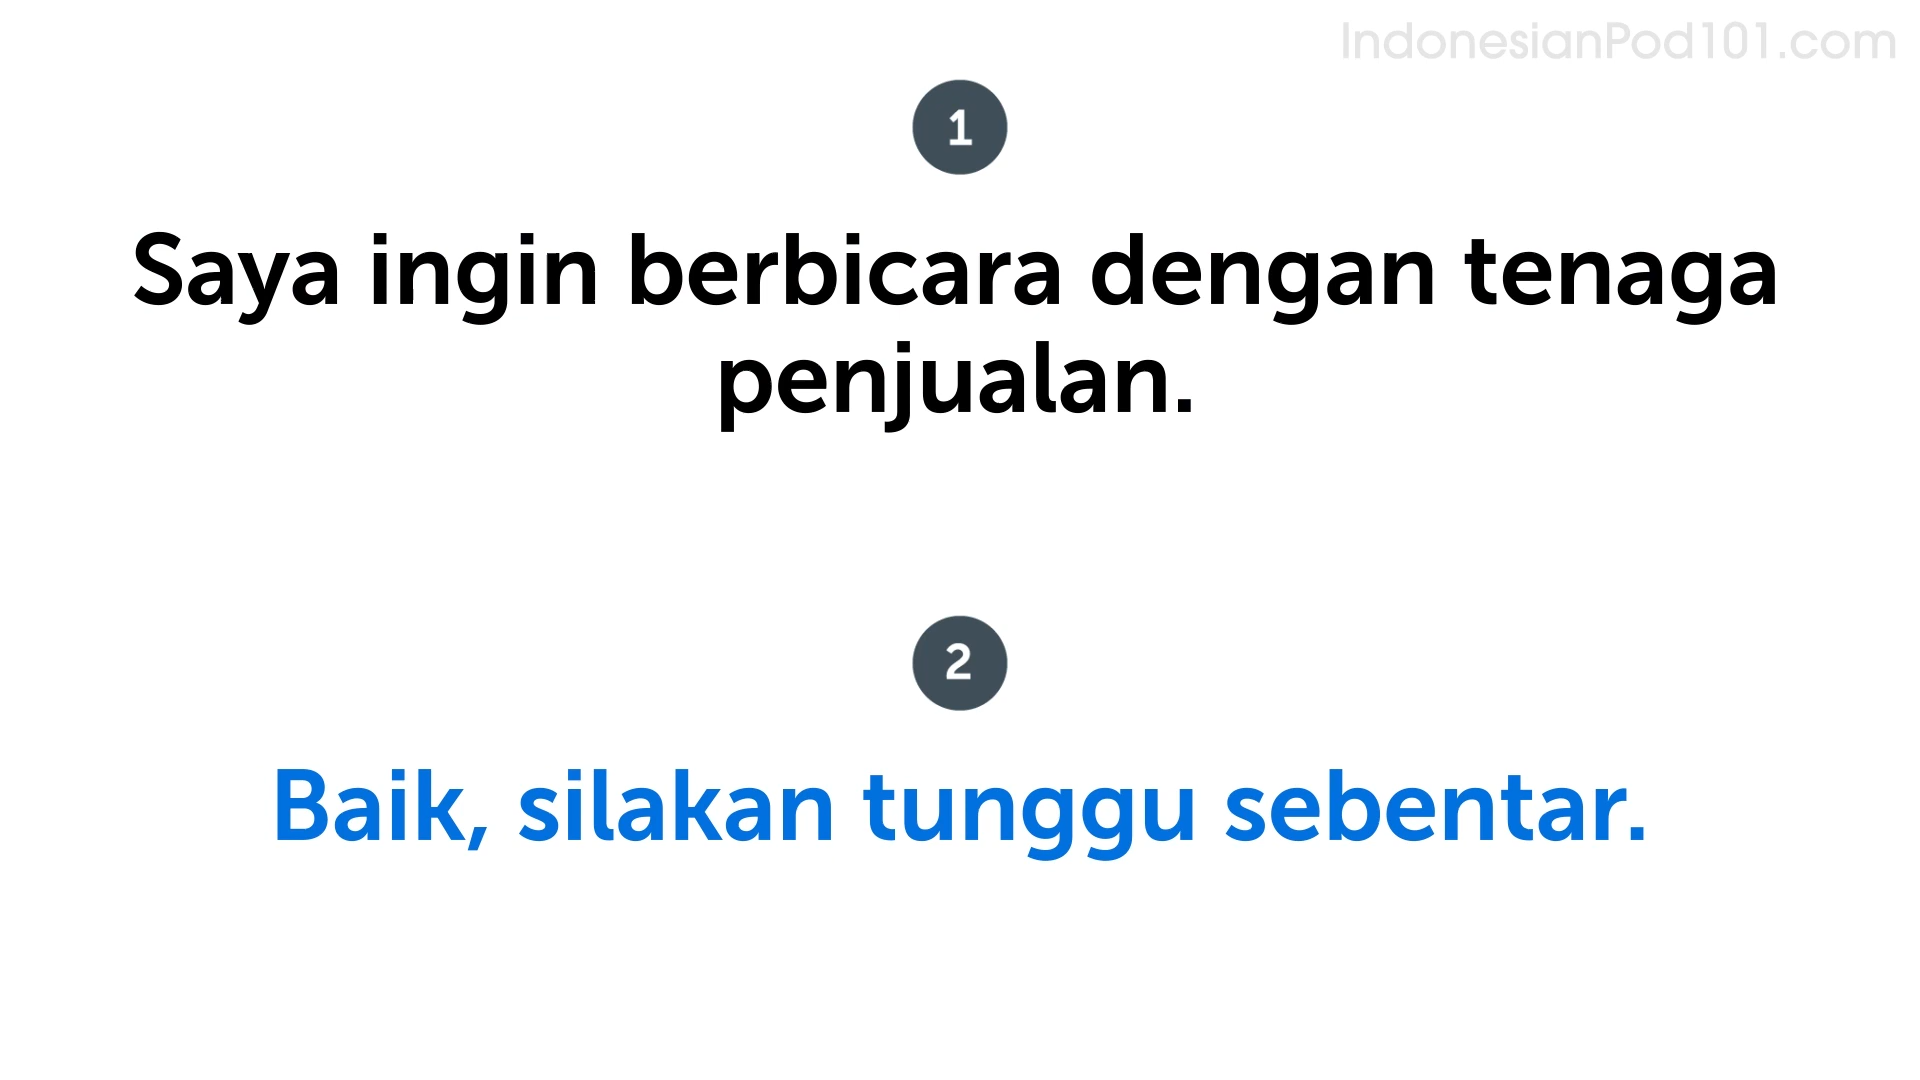 IndonesianPod101.com
1
Saya ingin berbicara dengan tenaga
penjualan.
2
Baik, silakan tunggu sebentar.